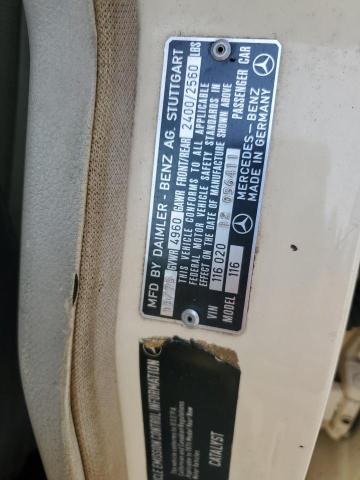 MFD BY DAIMLER - BENZ AG. STUTTGART
GVWR 4960 GAWR FRONT/REAR 2400/2560 LBS
THIS VEHICLE CONFORMS TO ALL APPLICABLE
FEDERAL MOTOR VEHICLE SAFETY STANDARDS IN
EFFECT ON THE DATE OF MANUFACTURE SHOWN ABOVE
VIN 116 020 12 096411 PASSENGER CAR
MODEL 116 MERCEDES-BENZ
MADE IN GERMANY
VEHICLE EMISSION CONTROL INFORMATION
CATALYST